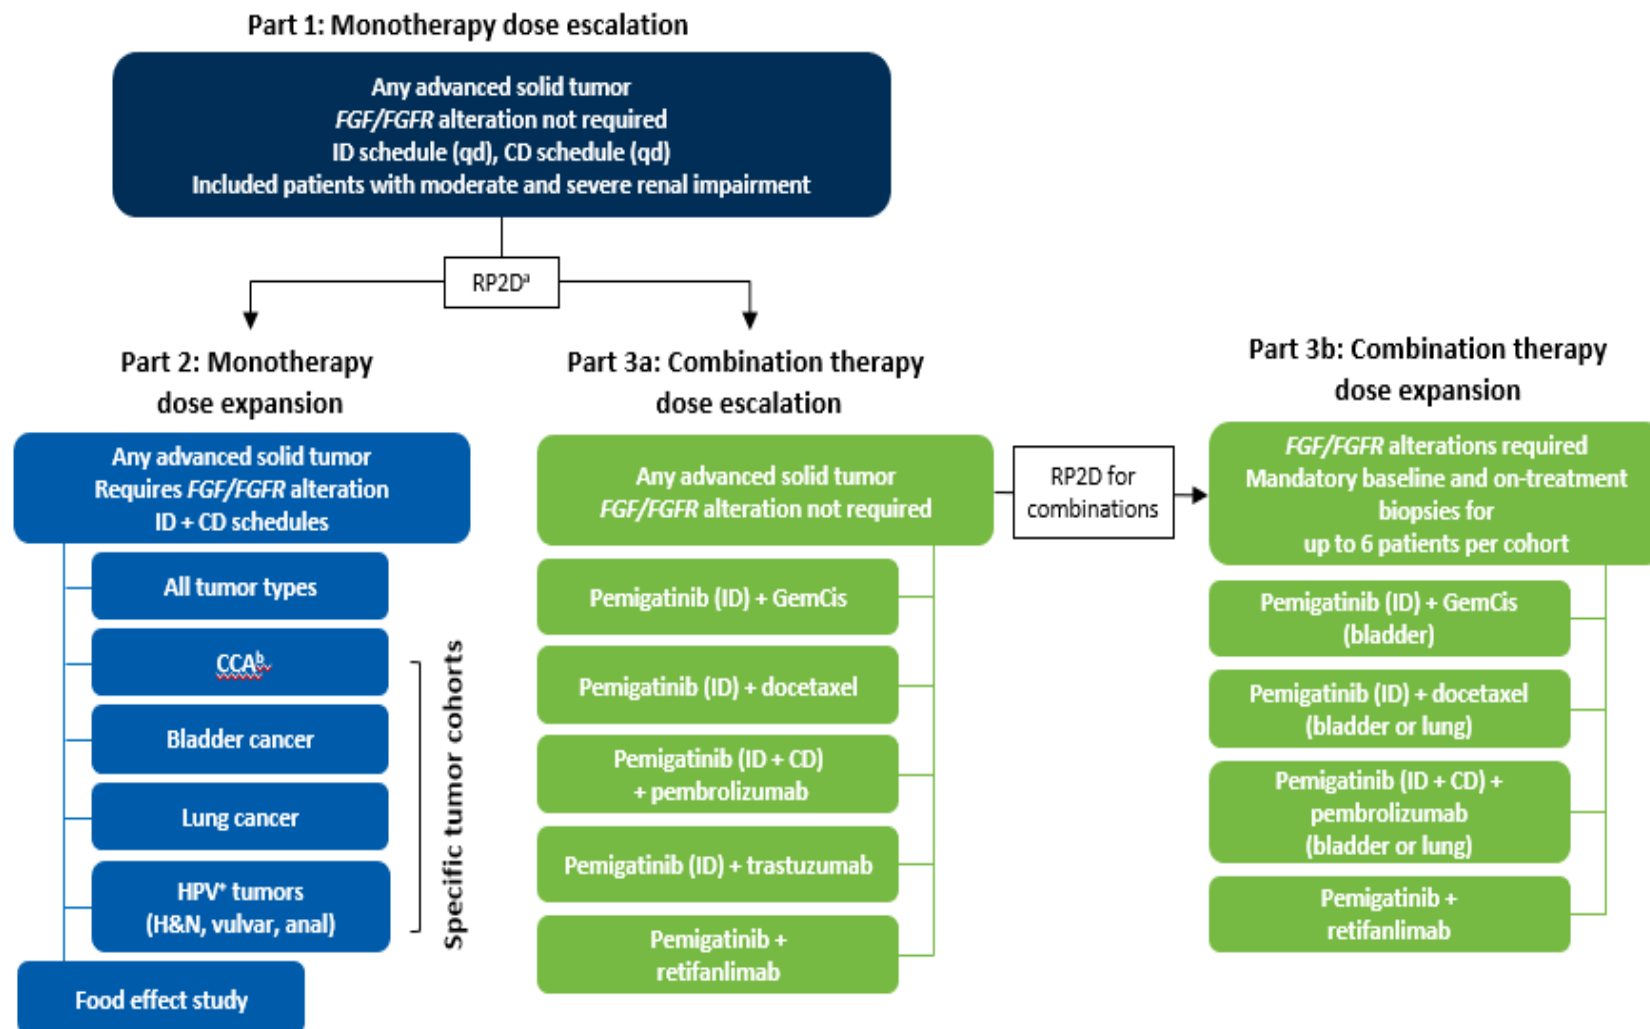 Part 1: Monotherapy dose escalation
Any advanced solid tumor
FGF/FGFR alteration not required
ID schedule (qd), CD schedule (qd)
Included patients with moderate and severe renal impairment
RP2Dᵃ
Part 2: Monotherapy
dose expansion
Any advanced solid tumor
Requires FGF/FGFR alteration
ID + CD schedules
All tumor types
CCAᵇ
Bladder cancer
Lung cancer
HPV⁺ tumors
(H&N, vulvar, anal)
Specific tumor cohorts
Food effect study
Part 3a: Combination therapy
dose escalation
Any advanced solid tumor
FGF/FGFR alteration not required
Pemigatinib (ID) + GemCis
Pemigatinib (ID) + docetaxel
Pemigatinib (ID + CD)
+ pembrolizumab
Pemigatinib (ID) + trastuzumab
Pemigatinib +
retifanlimab
RP2D for
combinations
Part 3b: Combination therapy
dose expansion
FGF/FGFR alterations required
Mandatory baseline and on-treatment
biopsies for
up to 6 patients per cohort
Pemigatinib (ID) + GemCis
(bladder)
Pemigatinib (ID) + docetaxel
(bladder or lung)
Pemigatinib (ID + CD) +
pembrolizumab
(bladder or lung)
Pemigatinib +
retifanlimab